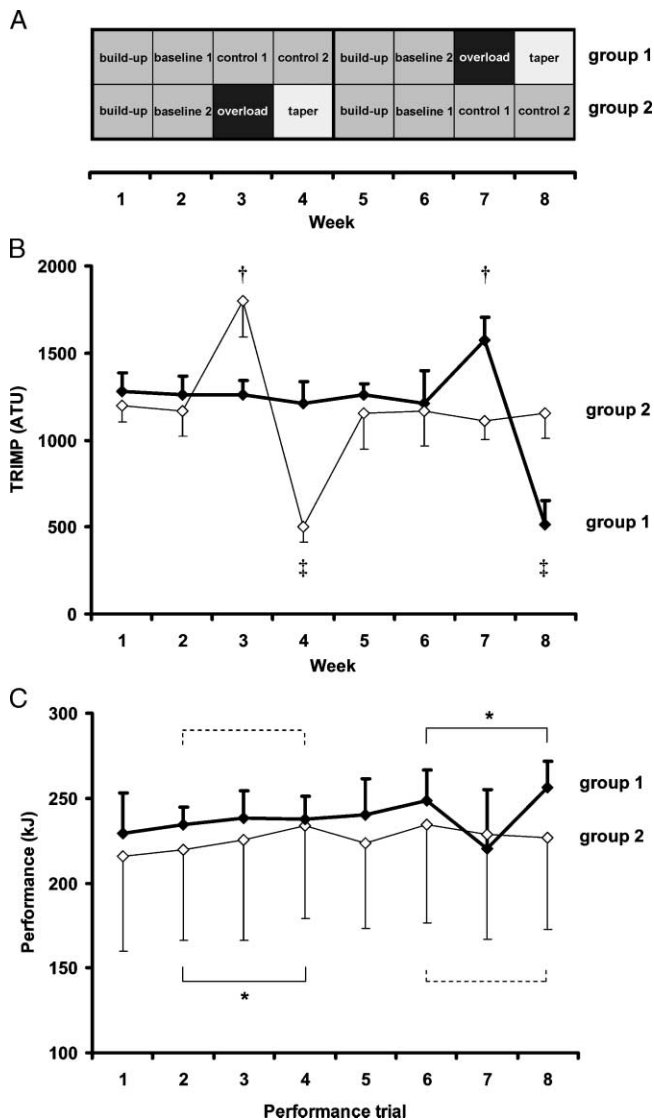 A
build-up baseline 1 control 1 control 2 build-up baseline 2 overload taper group 1
build-up baseline 2 overload taper build-up baseline 1 control 1 control 2 group 2
1 2 3 4 5 6 7 8
Week
B
2000
† †
1500
group 2
TRIMP (ATU)
1000
500
group 1
‡ ‡
0
1 2 3 4 5 6 7 8
Week
C
300
*
group 1
250
group 2
Performance (kJ)
200
150
*
100
1 2 3 4 5 6 7 8
Performance trial